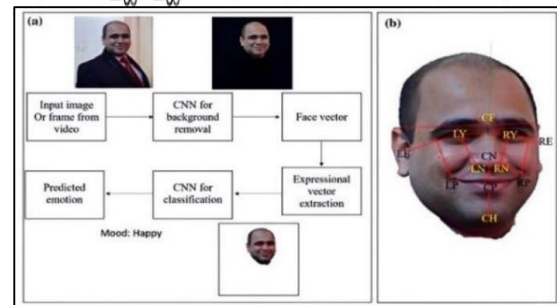 (a)
Input image
Or frame from
video
CNN for
background
removal
Face vector
Predicted
emotion
CNN for
classification
Expressional
vector
extraction
Mood: Happy
(b)
CF
LY RY
LE RE
CN
LN RN
LP CP RP
CH